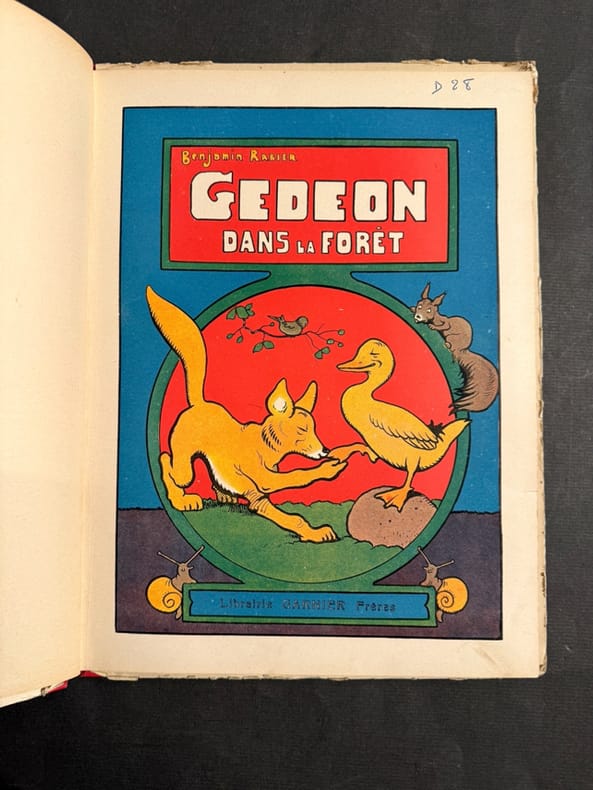 D 28
Benjamin Rabier
GEDEON
DANS LA FORÊT
Librairie GARNIER Frères